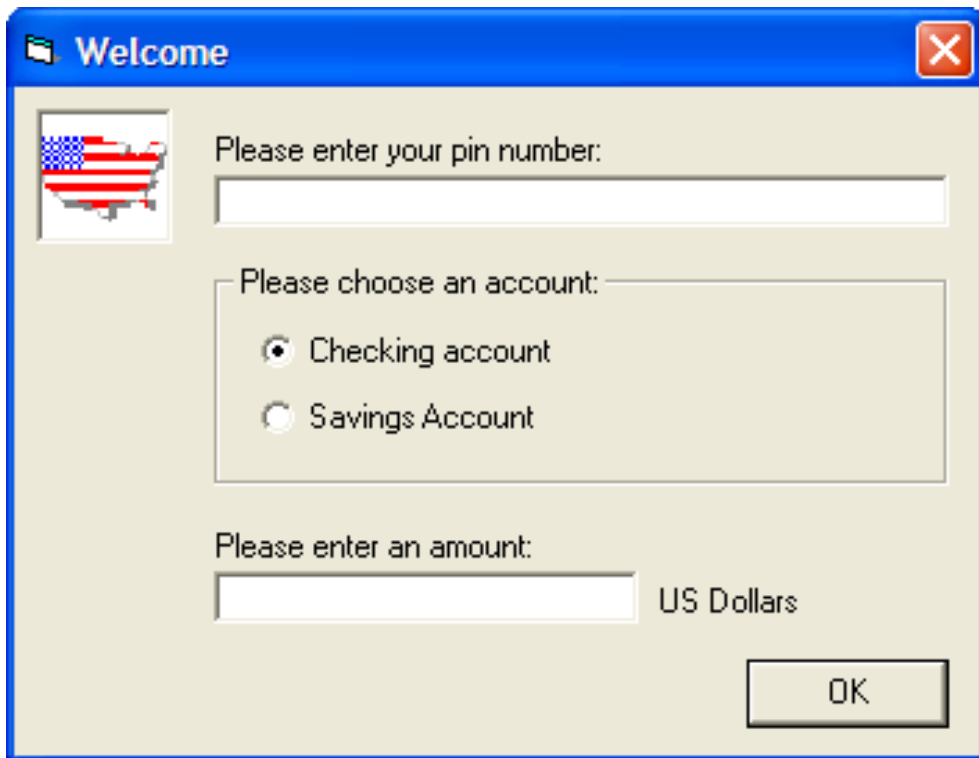 Welcome
Please enter your pin number:
Please choose an account:
Checking account
Savings Account
Please enter an amount:
US Dollars
OK